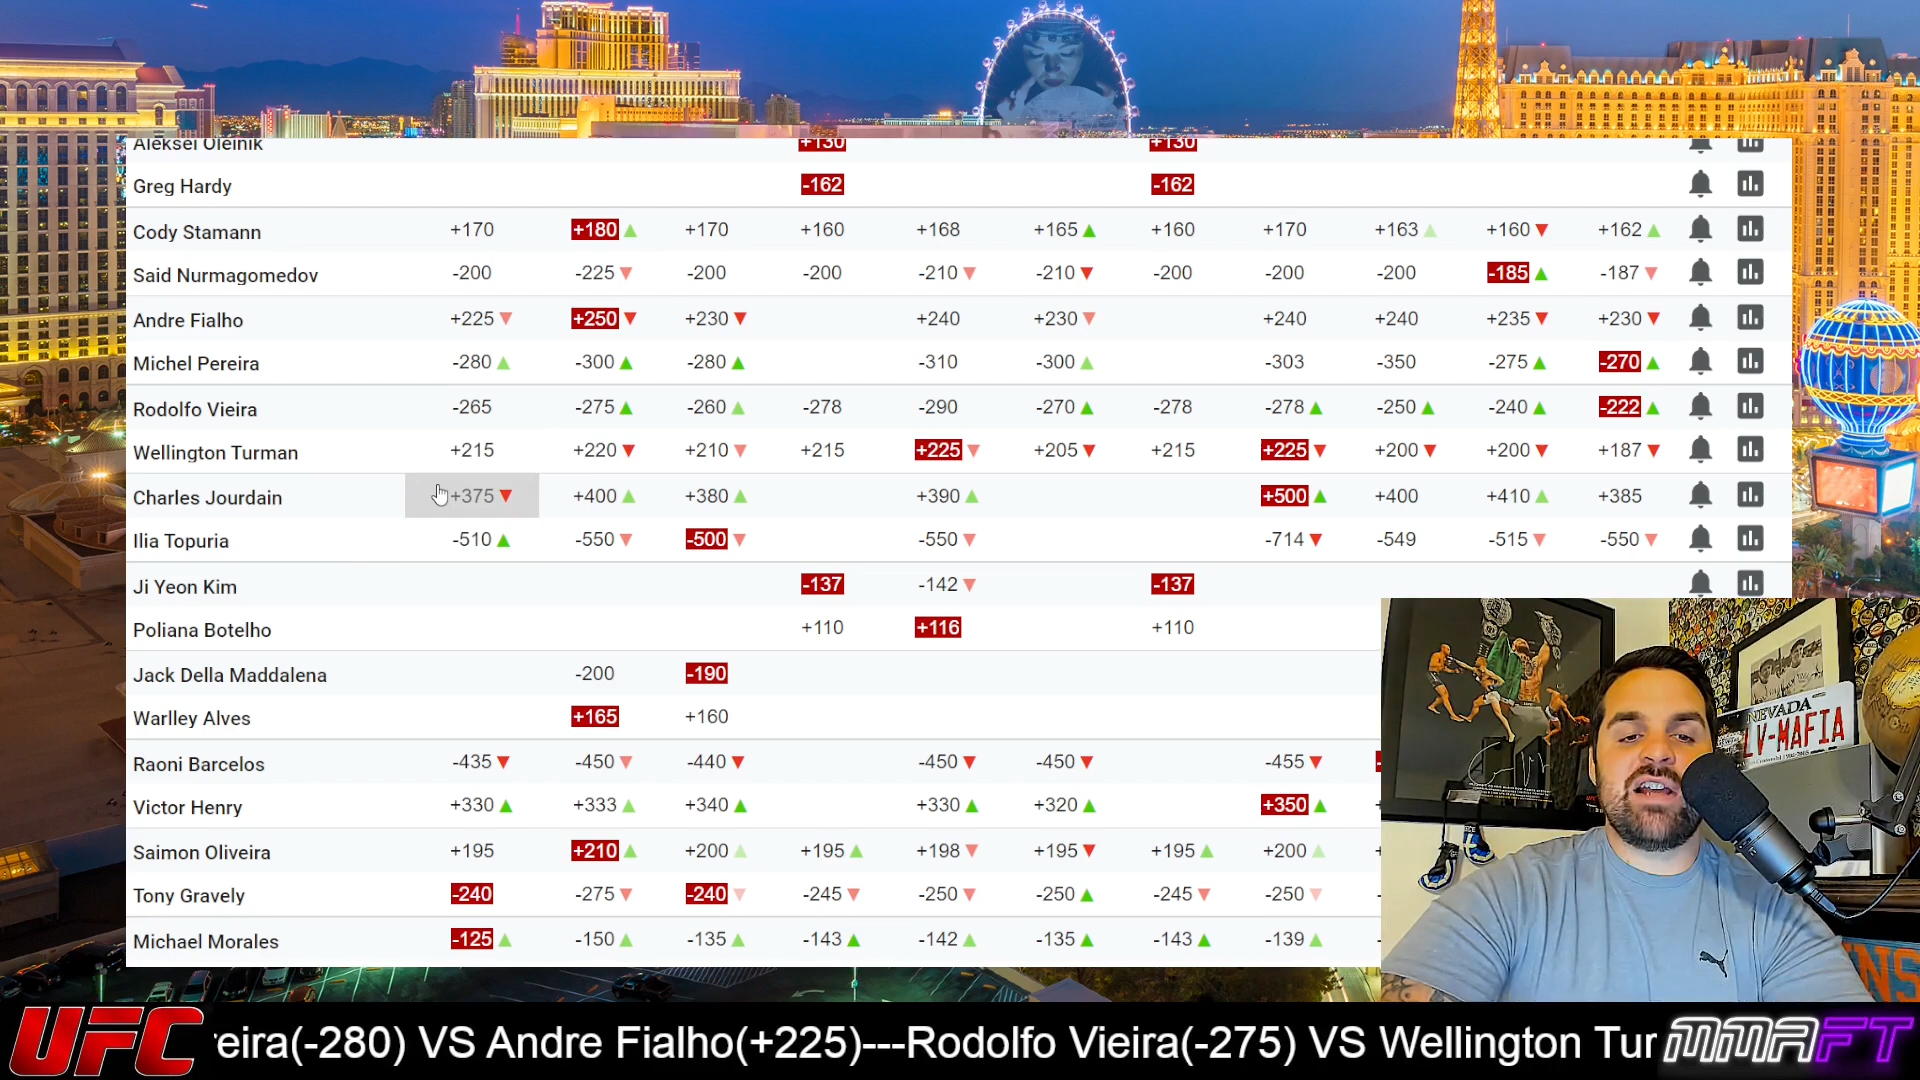 Aleksei Oleinik +130 +130
Greg Hardy -162 -162
Cody Stamann +170 +180 +170 +160 +168 +165 +160 +170 +163 +160 +162
Said Nurmagomedov -200 -225 -200 -200 -210 -210 -200 -200 -200 -185 -187
Andre Fialho +225 +250 +230 +240 +230 +240 +240 +235 +230
Michel Pereira -280 -300 -280 -310 -300 -303 -350 -275 -270
Rodolfo Vieira -265 -275 -260 -278 -290 -270 -278 -278 -250 -240 -222
Wellington Turman +215 +220 +210 +215 +225 +205 +215 +225 +200 +200 +187
Charles Jourdain +375 +400 +380 +390 +500 +400 +410 +385
Ilia Topuria -510 -550 -500 -550 -714 -549 -515 -550
Ji Yeon Kim -137 -142 -137
Poliana Botelho +110 +116 +110
Jack Della Maddalena -200 -190
Warlley Alves +165 +160
Raoni Barcelos -435 -450 -440 -450 -450 -455
Victor Henry +330 +333 +340 +330 +320 +350
Saimon Oliveira +195 +210 +200 +195 +198 +195 +195 +200
Tony Gravely -240 -275 -240 -245 -250 -250 -245 -250
Michael Morales -125 -150 -135 -143 -142 -135 -143 -139
NEVADA
LV-MAFIA
NS
UFC eira(-280) VS Andre Fialho(+225)---Rodolfo Vieira(-275) VS Wellington Tur MMAFT